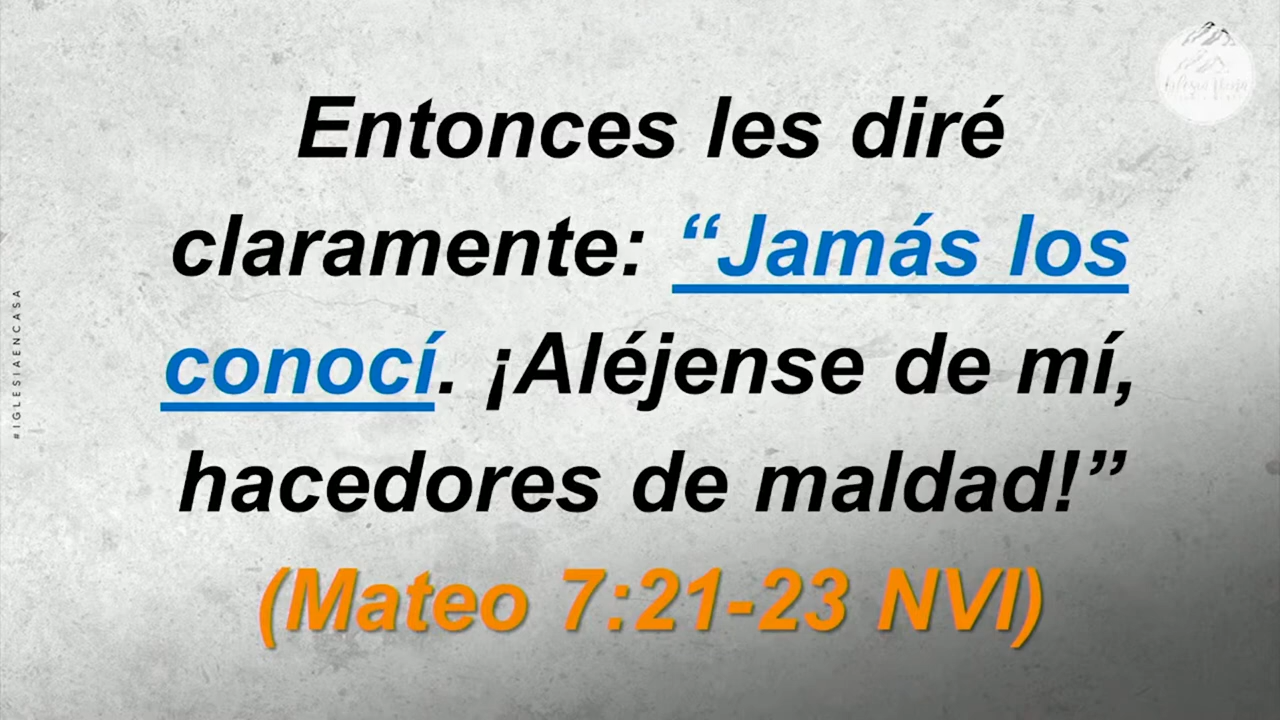 Entonces les diré
claramente: “Jamás los
conocí. ¡Aléjense de mí,
hacedores de maldad!”
(Mateo 7:21-23 NVI)
#IGLESIAENCASA